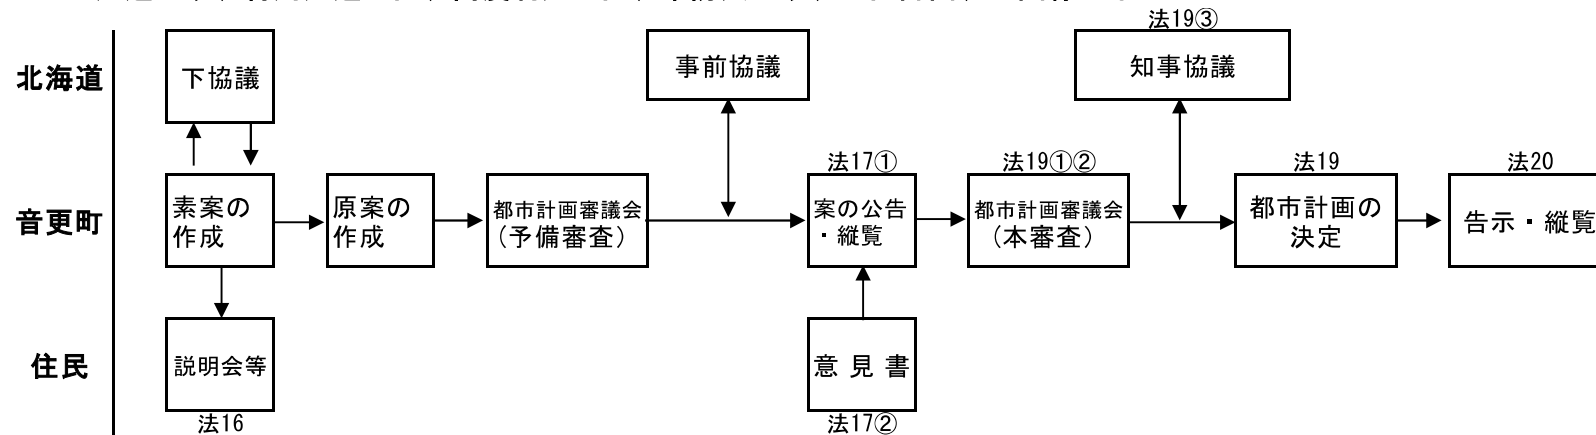 法19③
北海道
下協議
事前協議
知事協議
法17①
法19①②
法19
法20
音更町
素案の
作成
原案の
作成
都市計画審議会
(予備審査)
案の公告
・縦覧
都市計画審議会
(本審査)
都市計画の
決定
告示・縦覧
住民
説明会等
意見書
法16
法17②